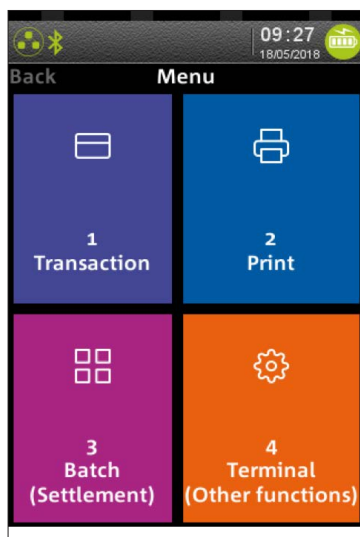 09:27
18/05/2018
Back Menu
1
Transaction
2
Print
3
Batch
(Settlement)
4
Terminal
(Other functions)